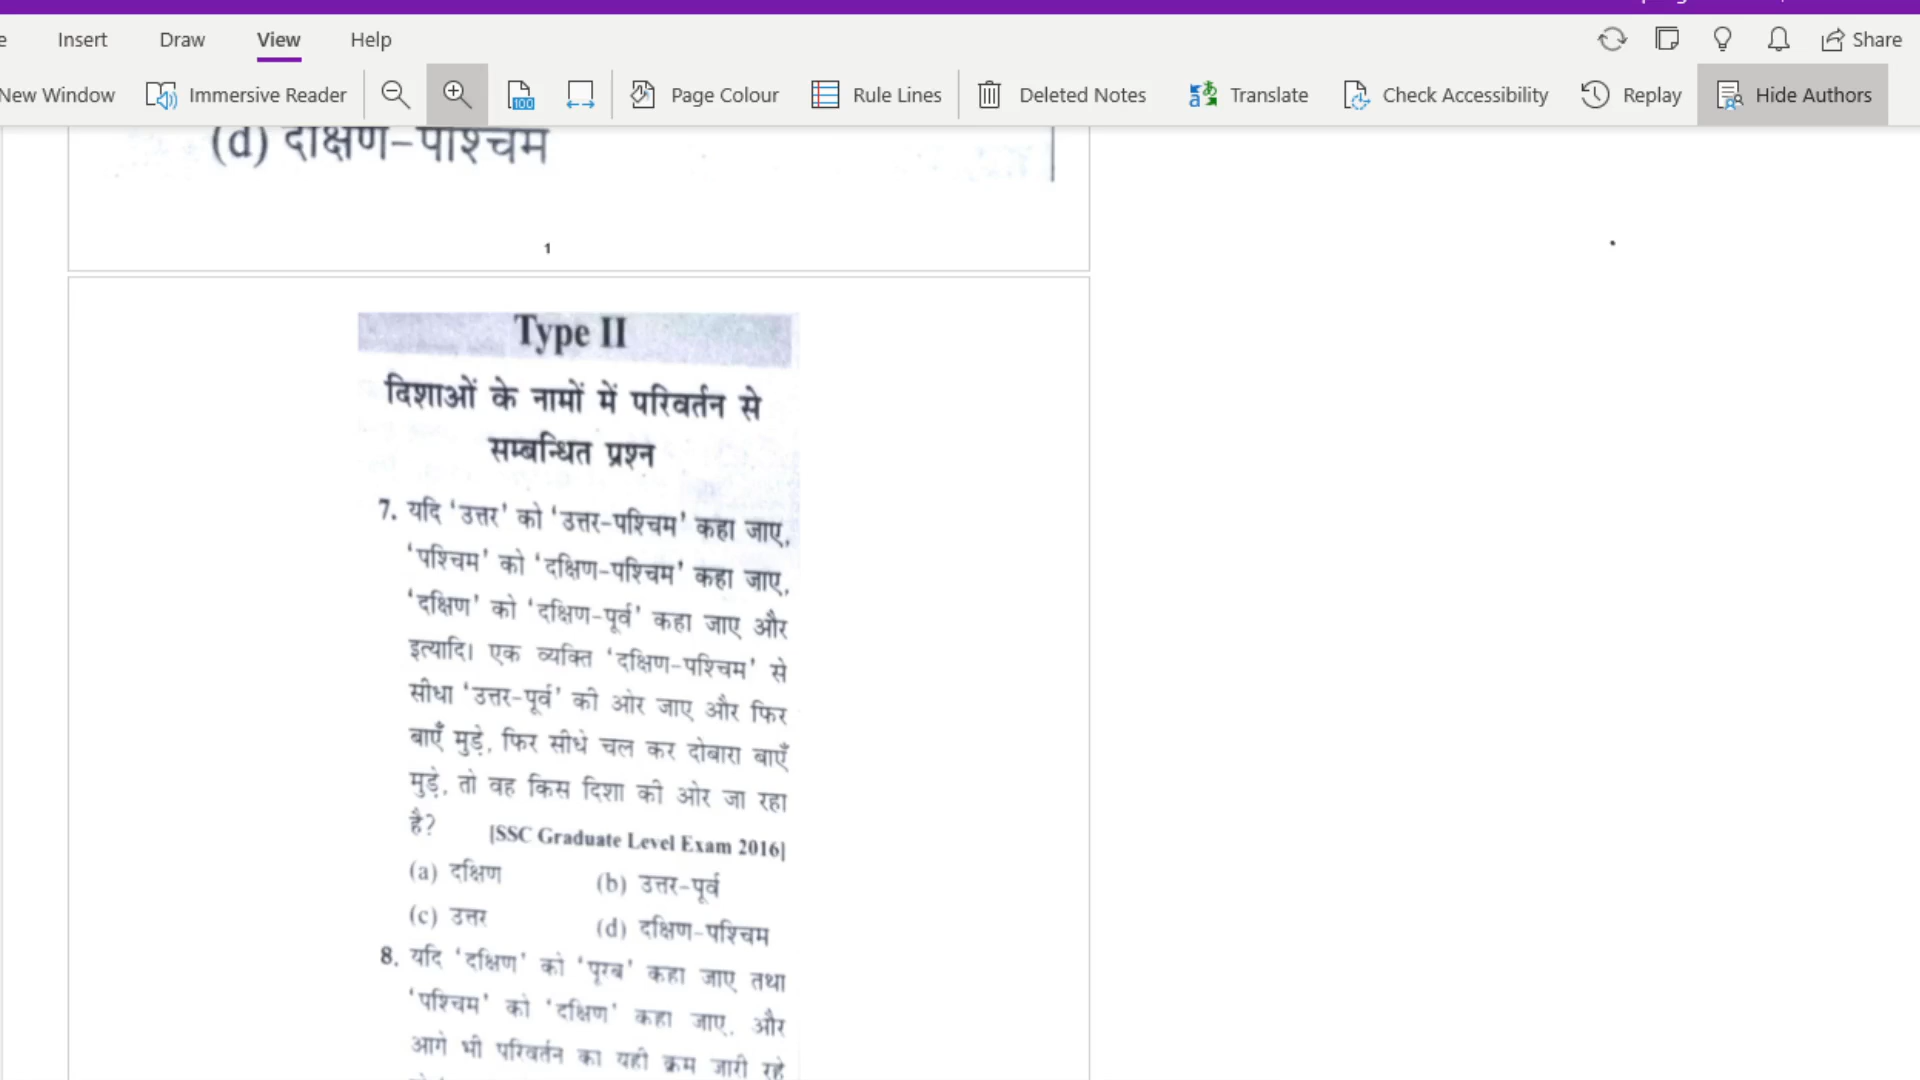 Insert Draw View Help Share
New Window Immersive Reader 100 Page Colour Rule Lines Deleted Notes Translate Check Accessibility Replay Hide Authors
(d) दक्षिण-पश्चिम
1
Type II
दिशाओं के नामों में परिवर्तन से
सम्बन्धित प्रश्न
7. यदि ‘उत्तर’ को ‘उत्तर-पश्चिम’ कहा जाए,
‘पश्चिम’ को ‘दक्षिण-पश्चिम’ कहा जाए,
‘दक्षिण’ को ‘दक्षिण-पूर्व’ कहा जाए और
इत्यादि। एक व्यक्ति ‘दक्षिण-पश्चिम’ से
सीधा ‘उत्तर-पूर्व’ की ओर जाए और फिर
बाएँ मुड़े, फिर सीधे चल कर दोबारा बाएँ
मुड़े, तो वह किस दिशा की ओर जा रहा
है? [SSC Graduate Level Exam 2016]
(a) दक्षिण (b) उत्तर-पूर्व
(c) उत्तर (d) दक्षिण-पश्चिम
8. यदि ‘दक्षिण’ को ‘पूरब’ कहा जाए तथा
‘पश्चिम’ को ‘दक्षिण’ कहा जाए, और
आगे भी परिवर्तन का यही क्रम जारी रहे